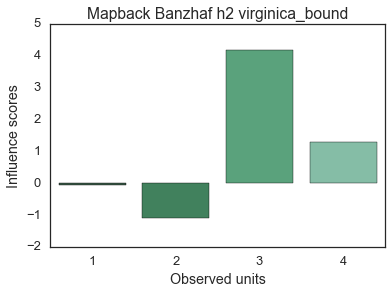 Mapback Banzhaf h2 virginica_bound
5
4
3
2
1
0
−1
−2
Influence scores
1 2 3 4
Observed units